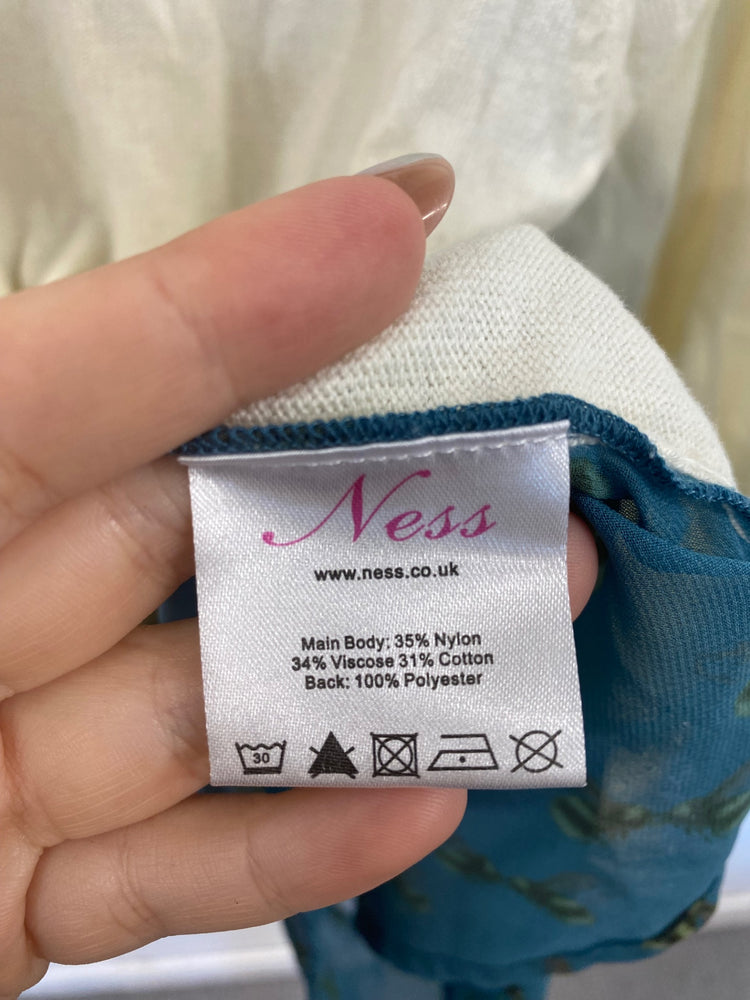 Ness
www.ness.co.uk
Main Body: 35% Nylon
34% Viscose 31% Cotton
Back: 100% Polyester
30